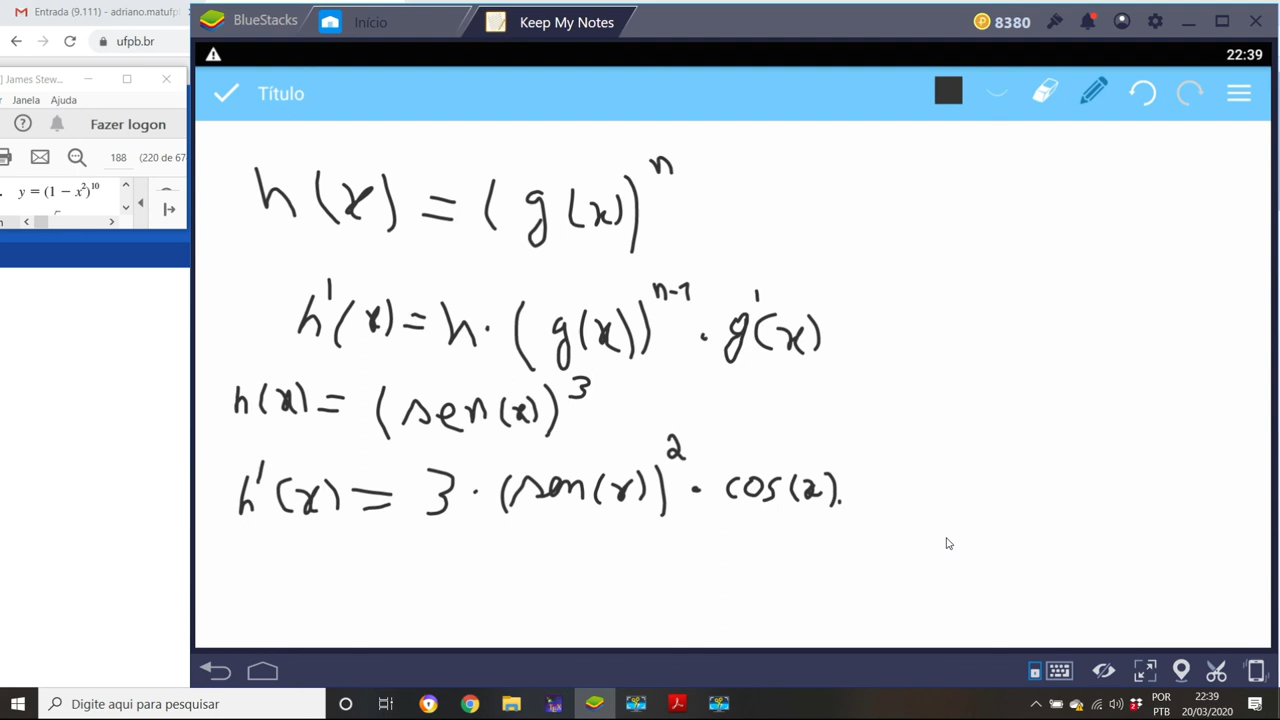 Entrada (9.111) - adriano.matufp
BlueStacks
Início
Keep My Notes
8380
ufpb.br
22:39
James Stew...
Janela Ajuda
Título
Fazer logon
188 (220 de 67
y = (1 − x²)¹⁰
h(x) = (g(x))ⁿ
h'(x) = n · (g(x))ⁿ⁻¹ · g'(x)
h(x) = (sen(x))³
h'(x) = 3 · (sen(x))² · cos(x).
Digite aqui para pesquisar
POR
PTB
22:39
20/03/2020